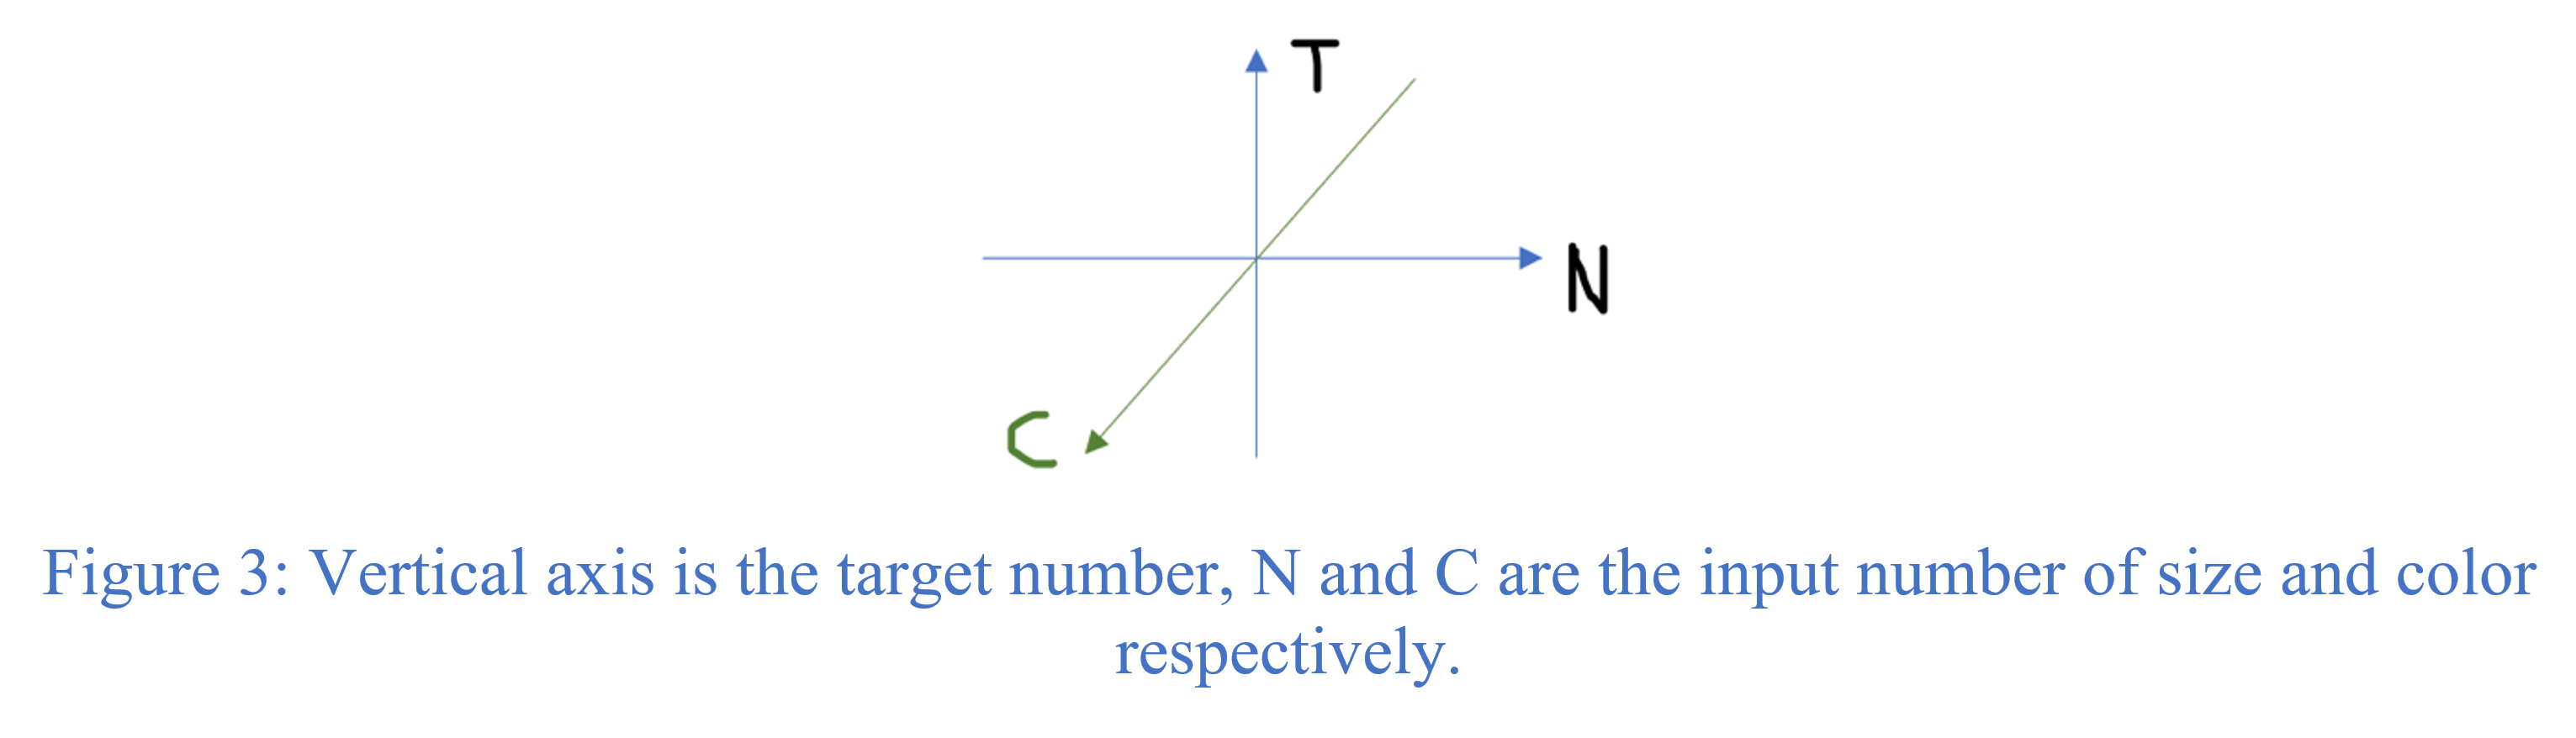 T
N
C
Figure 3: Vertical axis is the target number, N and C are the input number of size and color
respectively.